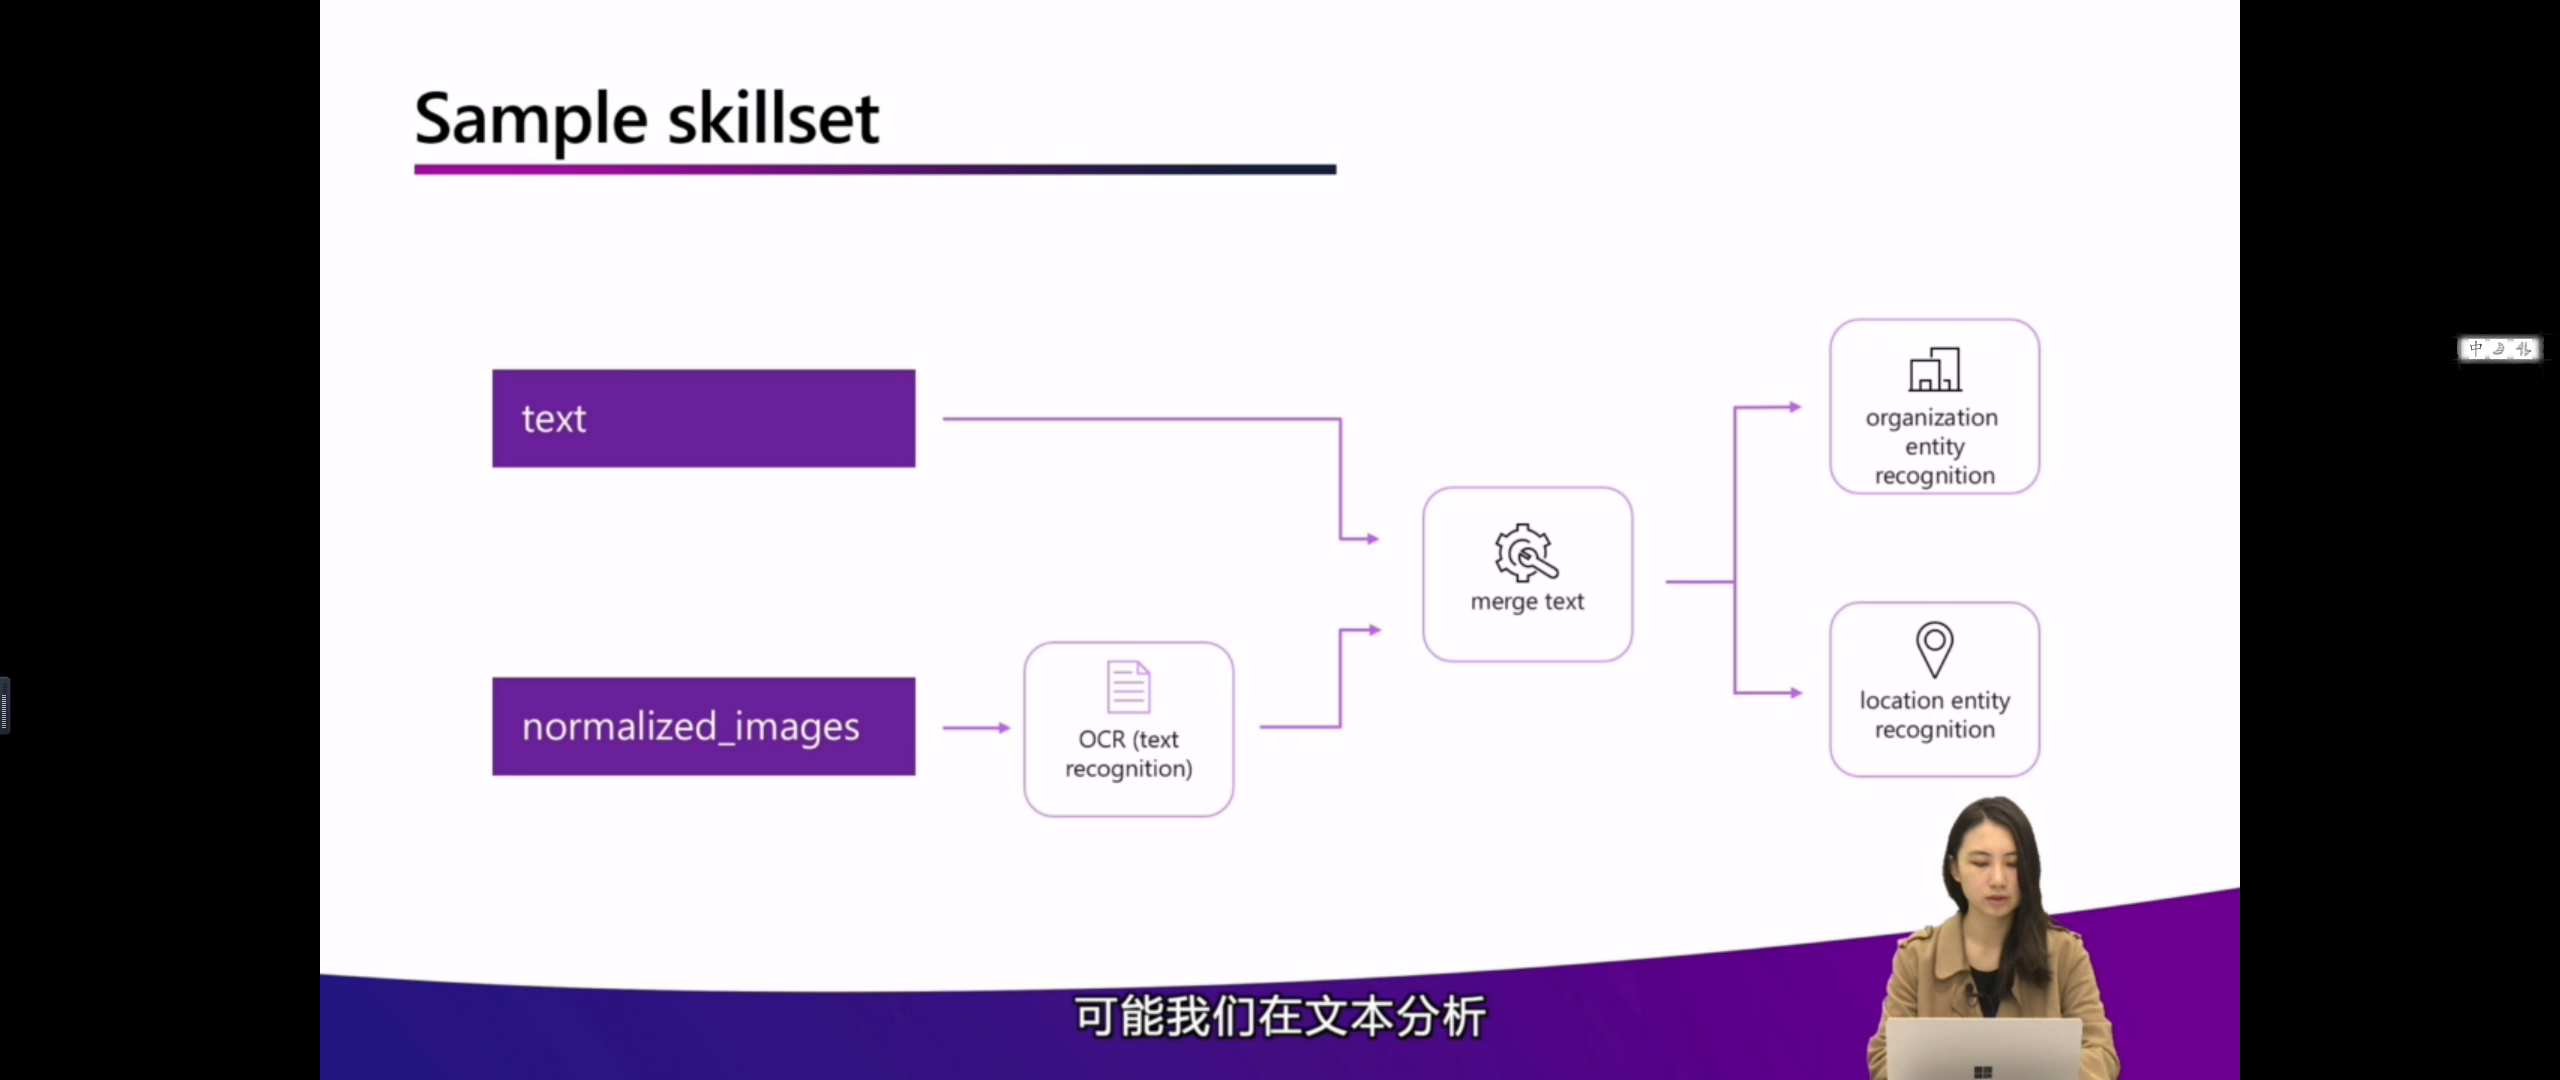 Sample skillset
text
normalized_images
OCR (text
recognition)
merge text
organization
entity
recognition
location entity
recognition
可能我们在文本分析
中